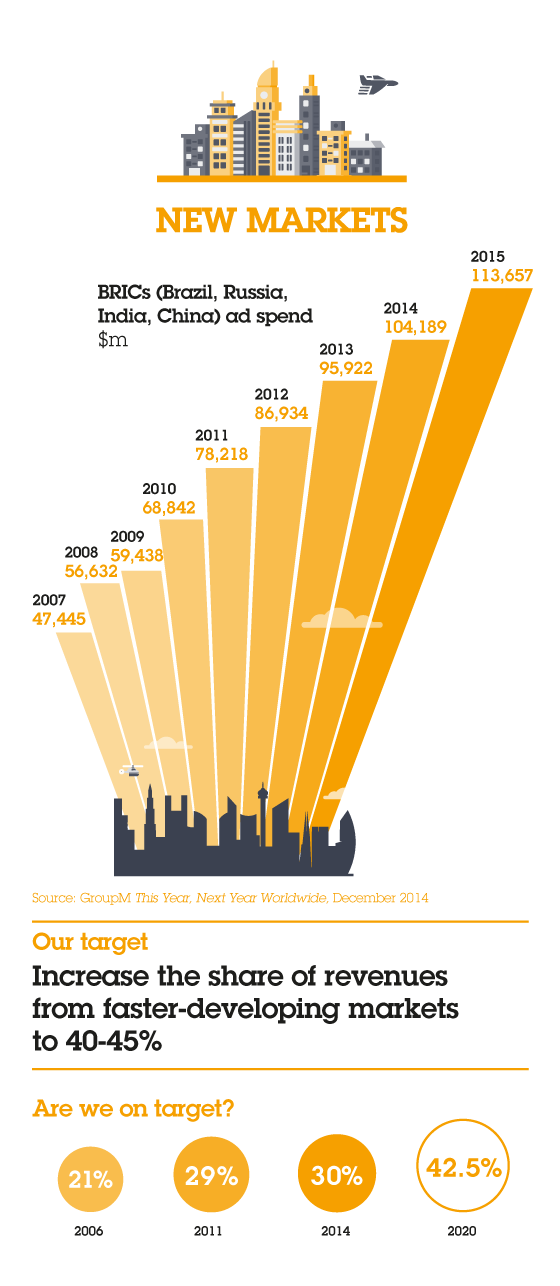 NEW MARKETS
BRICs (Brazil, Russia,
India, China) ad spend
$m
2007
47,445
2008
56,632
2009
59,438
2010
68,842
2011
78,218
2012
86,934
2013
95,922
2014
104,189
2015
113,657
Source: GroupM This Year, Next Year Worldwide, December 2014
Our target
Increase the share of revenues
from faster-developing markets
to 40-45%
Are we on target?
21%
29%
30%
42.5%
2006
2011
2014
2020